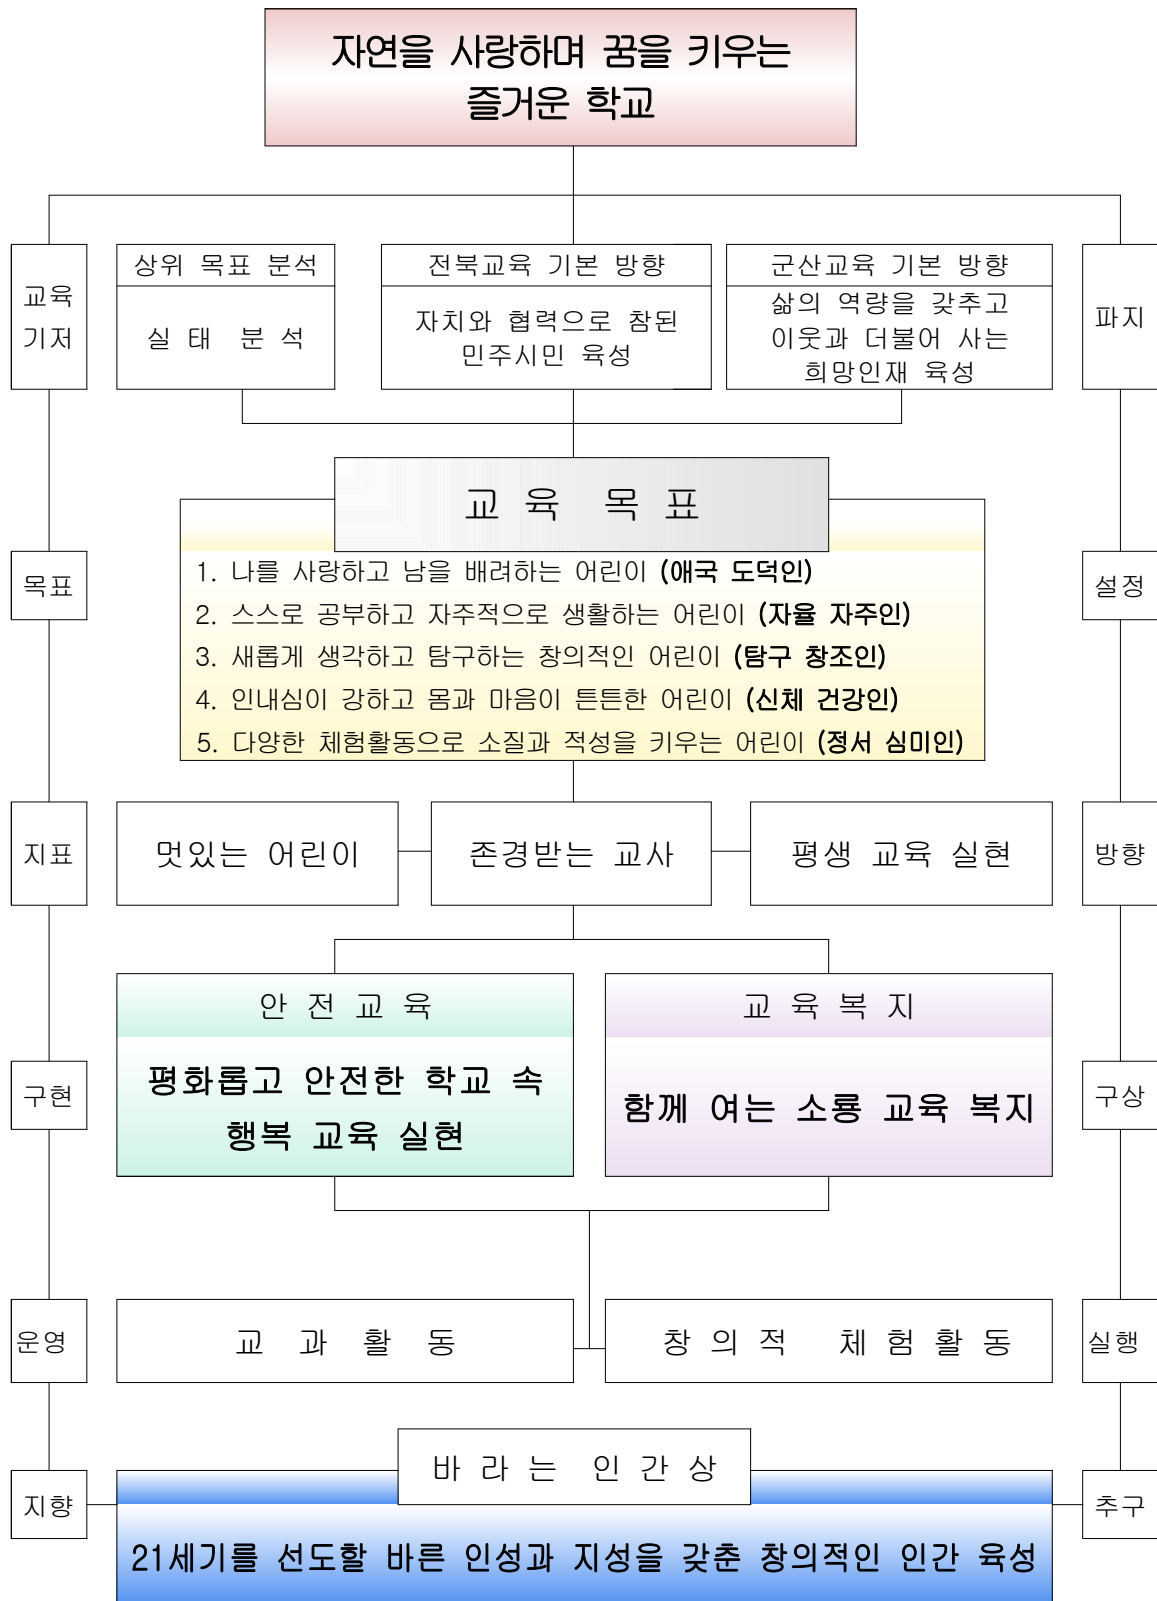 자연을 사랑하며 꿈을 키우는
즐거운 학교
교육
기저
상위 목표 분석
실 태 분 석
전북교육 기본 방향
자치와 협력으로 참된
민주시민 육성
군산교육 기본 방향
삶의 역량을 갖추고
이웃과 더불어 사는
희망인재 육성
파지
교 육 목 표
목표
1. 나를 사랑하고 남을 배려하는 어린이 (애국 도덕인)
2. 스스로 공부하고 자주적으로 생활하는 어린이 (자율 자주인)
3. 새롭게 생각하고 탐구하는 창의적인 어린이 (탐구 창조인)
4. 인내심이 강하고 몸과 마음이 튼튼한 어린이 (신체 건강인)
5. 다양한 체험활동으로 소질과 적성을 키우는 어린이 (정서 심미인)
설정
지표
멋있는 어린이
존경받는 교사
평생 교육 실현
방향
안 전 교 육
교 육 복 지
구현
평화롭고 안전한 학교 속
행복 교육 실현
함께 여는 소룡 교육 복지
구상
운영
교 과 활 동
창 의 적 체 험 활 동
실행
바 라 는 인 간 상
지향
추구
21세기를 선도할 바른 인성과 지성을 갖춘 창의적인 인간 육성